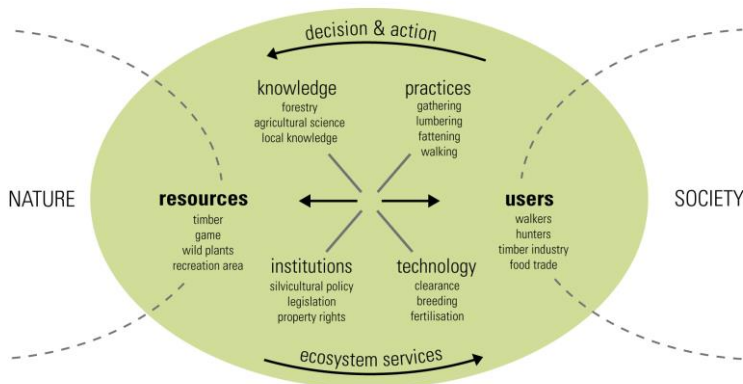 decision & action
knowledge
forestry
agricultural science
local knowledge
practices
gathering
lumbering
fattening
walking
NATURE
resources
timber
game
wild plants
recreation area
users
walkers
hunters
timber industry
food trade
SOCIETY
institutions
silvicultural policy
legislation
property rights
technology
clearance
breeding
fertilisation
ecosystem services